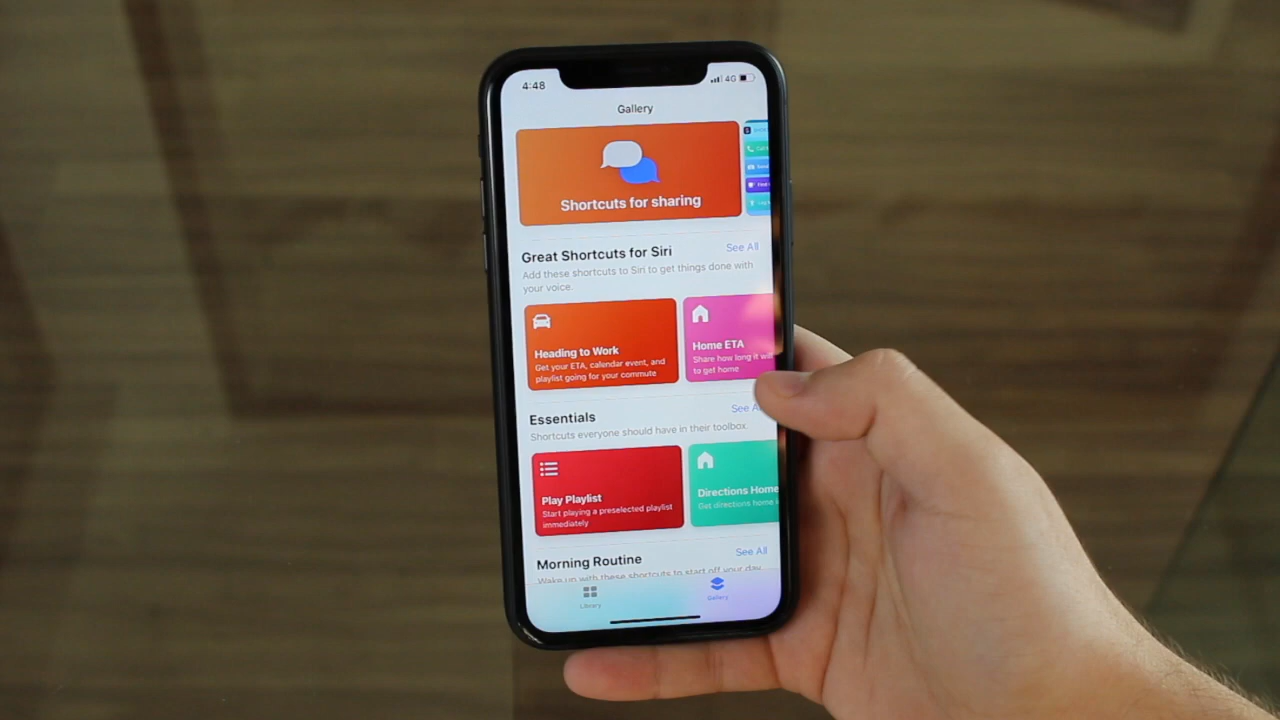 4:48
4G
Gallery
Shortcuts for sharing
Great Shortcuts for Siri
See All
Add these shortcuts to Siri to get things done with
your voice.
Heading to Work
Get your ETA, calendar event, and
playlist going for your commute
Home ETA
Share how long it will
to get home
Essentials
See
Shortcuts everyone should have in their toolbox.
Play Playlist
Start playing a preselected playlist
immediately
Directions Home
Get directions home
Morning Routine
See All
Wake up with these shortcuts to start off your day
Library
Gallery